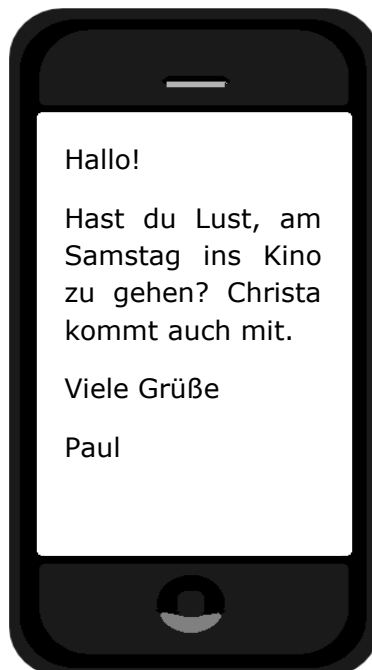 Hallo!
Hast du Lust, am
Samstag ins Kino
zu gehen? Christa
kommt auch mit.
Viele Grüße
Paul